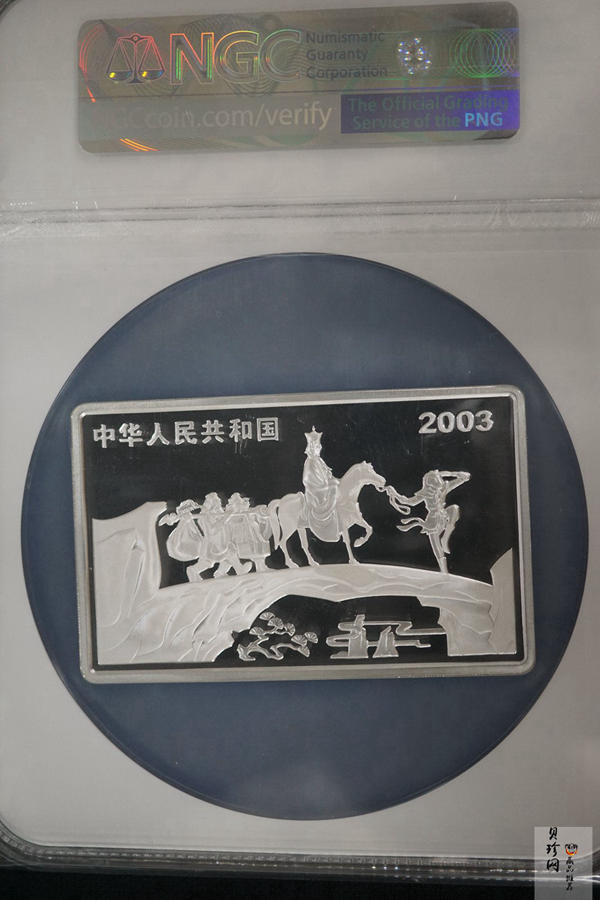 NGC
Numismatic
Guaranty
Corporation
NGCcoin.com/verify
The Official Grading
Service of the PNG
中华人民共和国
2003
贝珍网